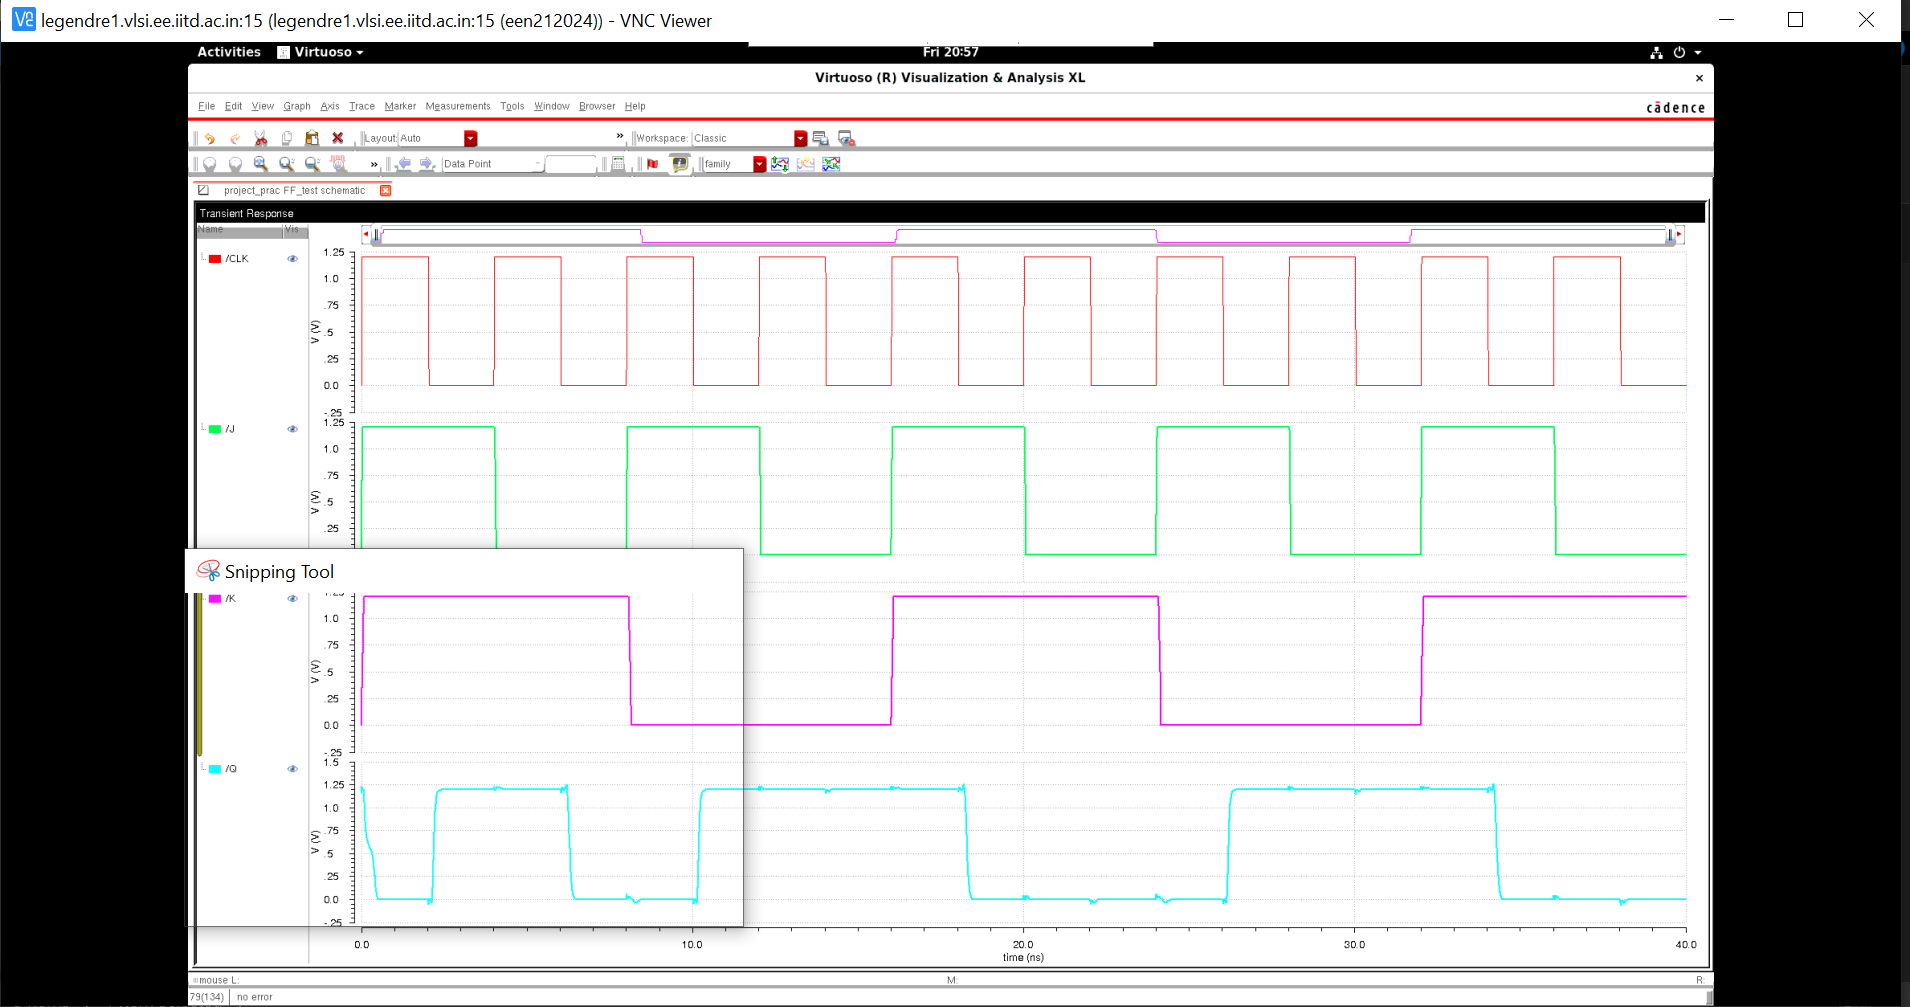 legendre1.vlsi.ee.iitd.ac.in:15 (legendre1.vlsi.ee.iitd.ac.in:15 (een212024)) - VNC Viewer
Activities Virtuoso Fri 20:57
Virtuoso (R) Visualization & Analysis XL
File Edit View Graph Axis Trace Marker Measurements Tools Window Browser Help
cādence
Layout: Auto » Workspace: Classic
» Data Point family
project_prac FF_test schematic
Transient Response
Name Vis
/CLK
1.25
1.0
.75
.5
.25
0.0
-.25
V (V)
/J
1.25
1.0
.75
.5
.25
V (V)
Snipping Tool
/K
1.25
1.0
.75
.5
.25
0.0
-.25
V (V)
/Q
1.5
1.25
1.0
.75
.5
.25
0.0
-.25
V (V)
0.0 10.0 20.0 30.0 40.0
time (ns)
mouse L: M: R:
79(134) no error